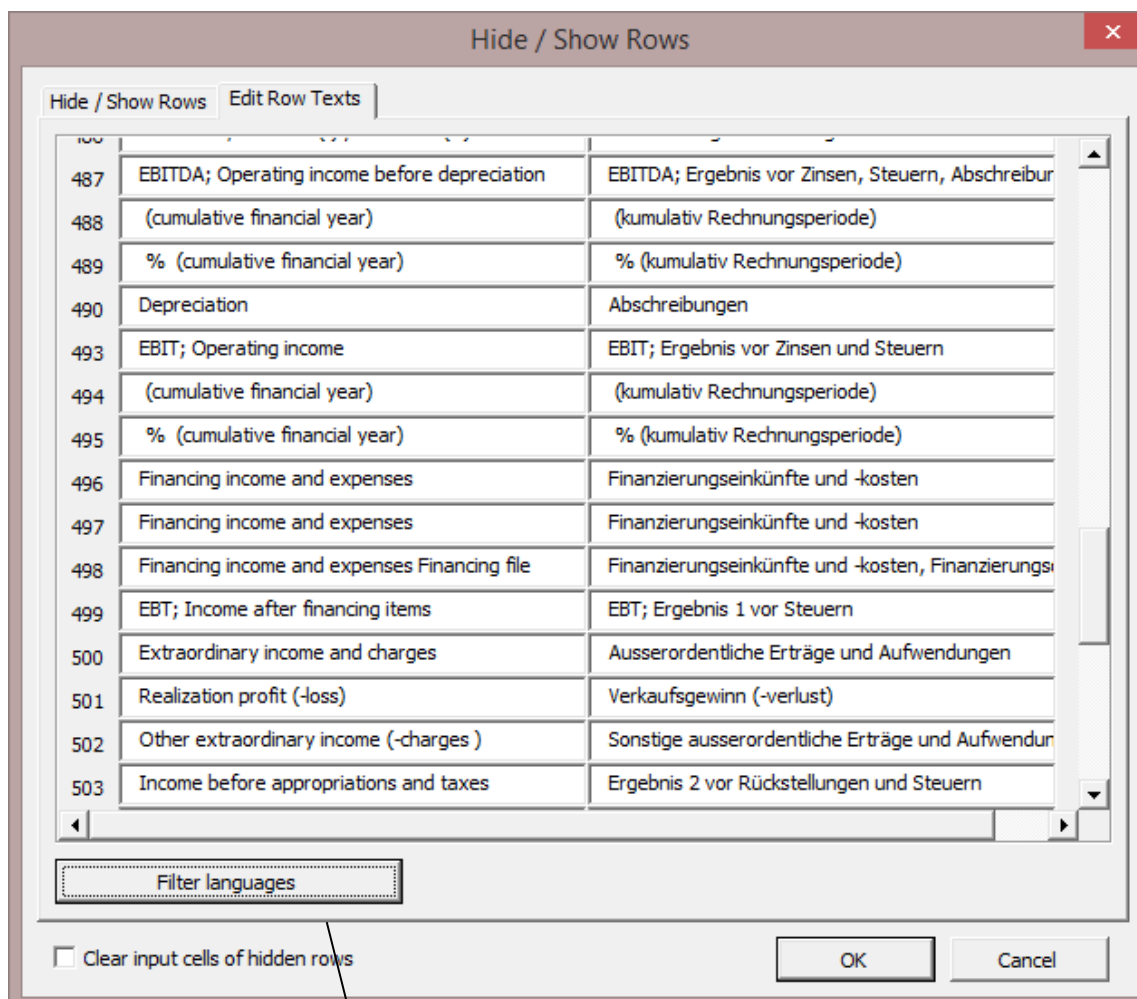 Hide / Show Rows
Hide / Show Rows Edit Row Texts
487 EBITDA; Operating income before depreciation EBITDA; Ergebnis vor Zinsen, Steuern, Abschreibur
488 (cumulative financial year) (kumulativ Rechnungsperiode)
489 % (cumulative financial year) % (kumulativ Rechnungsperiode)
490 Depreciation Abschreibungen
493 EBIT; Operating income EBIT; Ergebnis vor Zinsen und Steuern
494 (cumulative financial year) (kumulativ Rechnungsperiode)
495 % (cumulative financial year) % (kumulativ Rechnungsperiode)
496 Financing income and expenses Finanzierungseinkünfte und -kosten
497 Financing income and expenses Finanzierungseinkünfte und -kosten
498 Financing income and expenses Financing file Finanzierungseinkünfte und -kosten, Finanzierungs
499 EBT; Income after financing items EBT; Ergebnis 1 vor Steuern
500 Extraordinary income and charges Ausserordentliche Erträge und Aufwendungen
501 Realization profit (-loss) Verkaufsgewinn (-verlust)
502 Other extraordinary income (-charges ) Sonstige ausserordentliche Erträge und Aufwendun
503 Income before appropriations and taxes Ergebnis 2 vor Rückstellungen und Steuern
Filter languages
Clear input cells of hidden rows OK Cancel